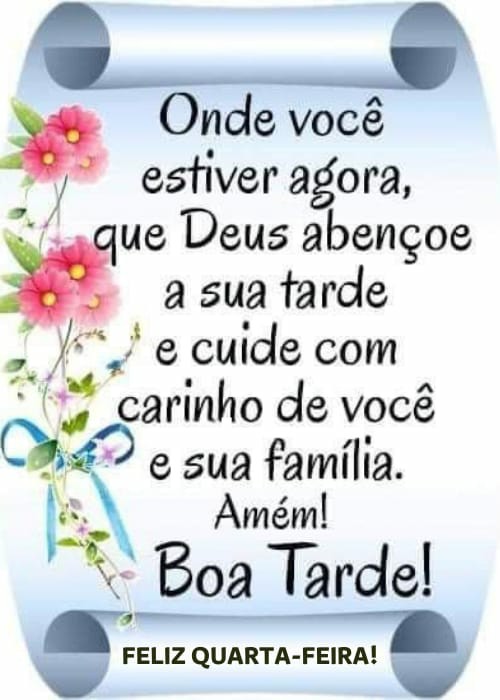 Onde você
estiver agora,
que Deus abençoe
a sua tarde
e cuide com
carinho de você
e sua família.
Amém!
Boa Tarde!
FELIZ QUARTA-FEIRA!